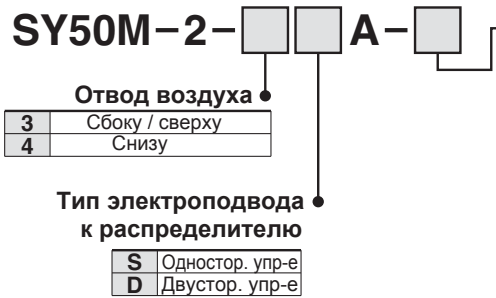 SY50M-2-□□A-□
Отвод воздуха
3 Сбоку / сверху
4 Снизу
Тип электроподвода
к распределителю
S Одностор. упр-е
D Двустор. упр-е